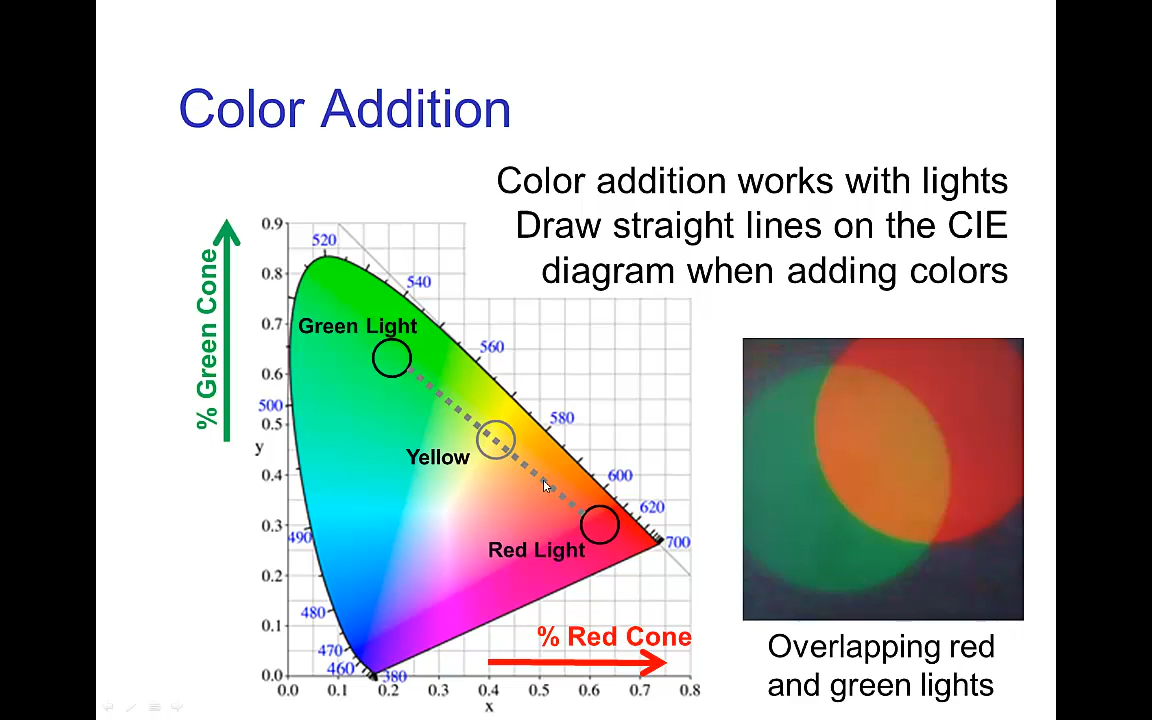 Color Addition
Color addition works with lights
Draw straight lines on the CIE
diagram when adding colors
% Green Cone
0.9
0.8
0.7
0.6
0.5
0.4
0.3
0.2
0.1
0.0
y
520
540
560
580
600
620
700
500
490
480
470
460
380
Green Light
Yellow
Red Light
% Red Cone
0.0 0.1 0.2 0.3 0.4 0.5 0.6 0.7 0.8
x
Overlapping red
and green lights